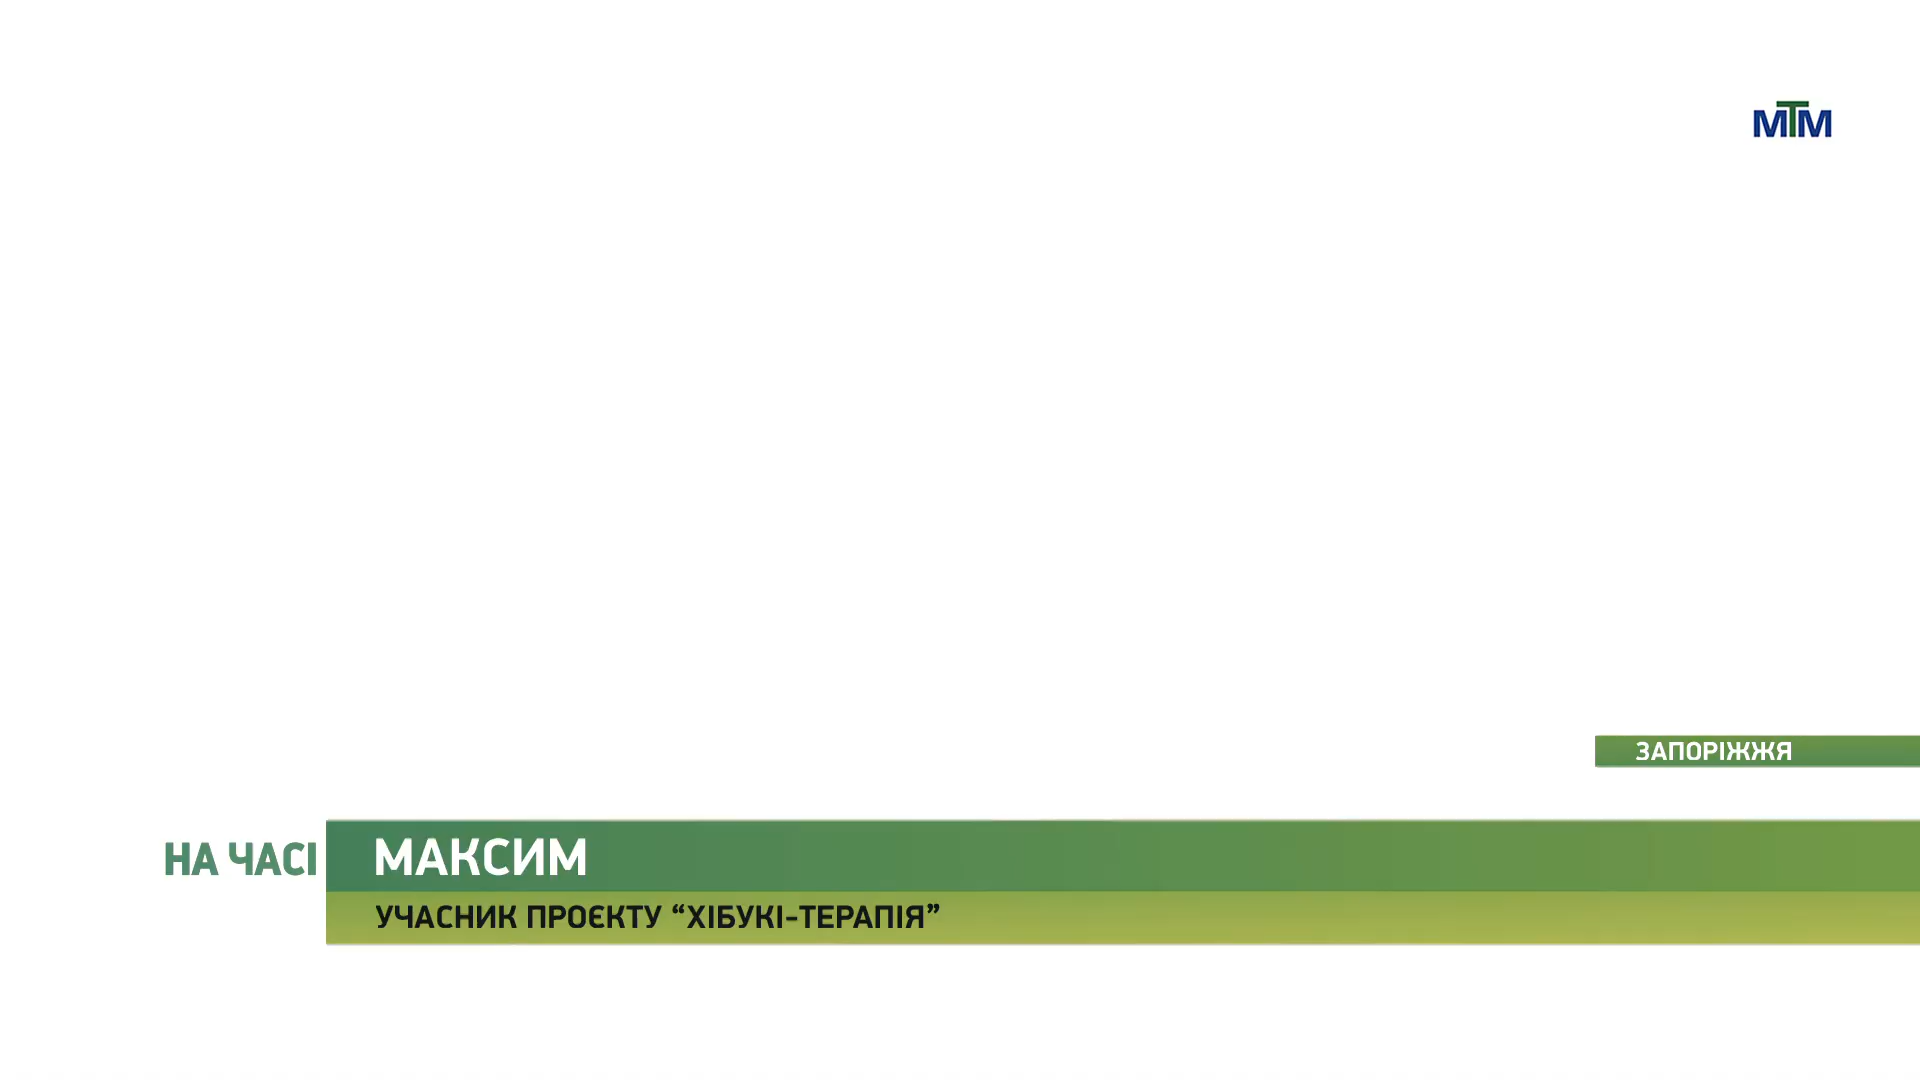 МТМ
ЗАПОРІЖЖЯ
НА ЧАСІ
МАКСИМ
УЧАСНИК ПРОЄКТУ “ХІБУКІ-ТЕРАПІЯ”